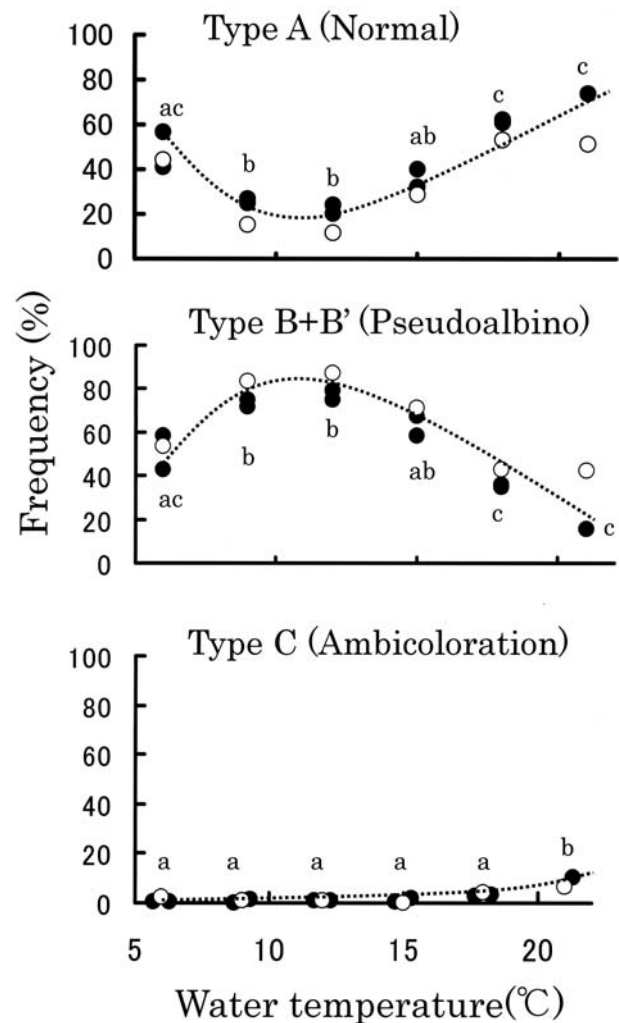 Type A (Normal)
100
80
60
40
20
0
ac
b
b
ab
c
c
Frequency (%)
Type B+B’ (Pseudoalbino)
100
80
60
40
20
0
ac
b
b
ab
c
c
Type C (Ambicoloration)
100
80
60
40
20
0
a
a
a
a
a
b
5
10
15
20
Water temperature(℃)